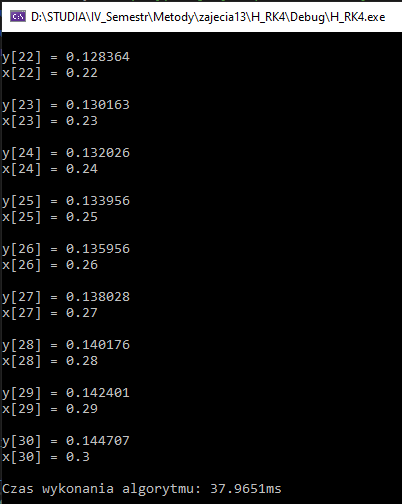 D:\STUDIA\IV_Semestr\Metody\zajecia13\H_RK4\Debug\H_RK4.exe
y[22] = 0.128364
x[22] = 0.22
y[23] = 0.130163
x[23] = 0.23
y[24] = 0.132026
x[24] = 0.24
y[25] = 0.133956
x[25] = 0.25
y[26] = 0.135956
x[26] = 0.26
y[27] = 0.138028
x[27] = 0.27
y[28] = 0.140176
x[28] = 0.28
y[29] = 0.142401
x[29] = 0.29
y[30] = 0.144707
x[30] = 0.3
Czas wykonania algorytmu: 37.9651ms